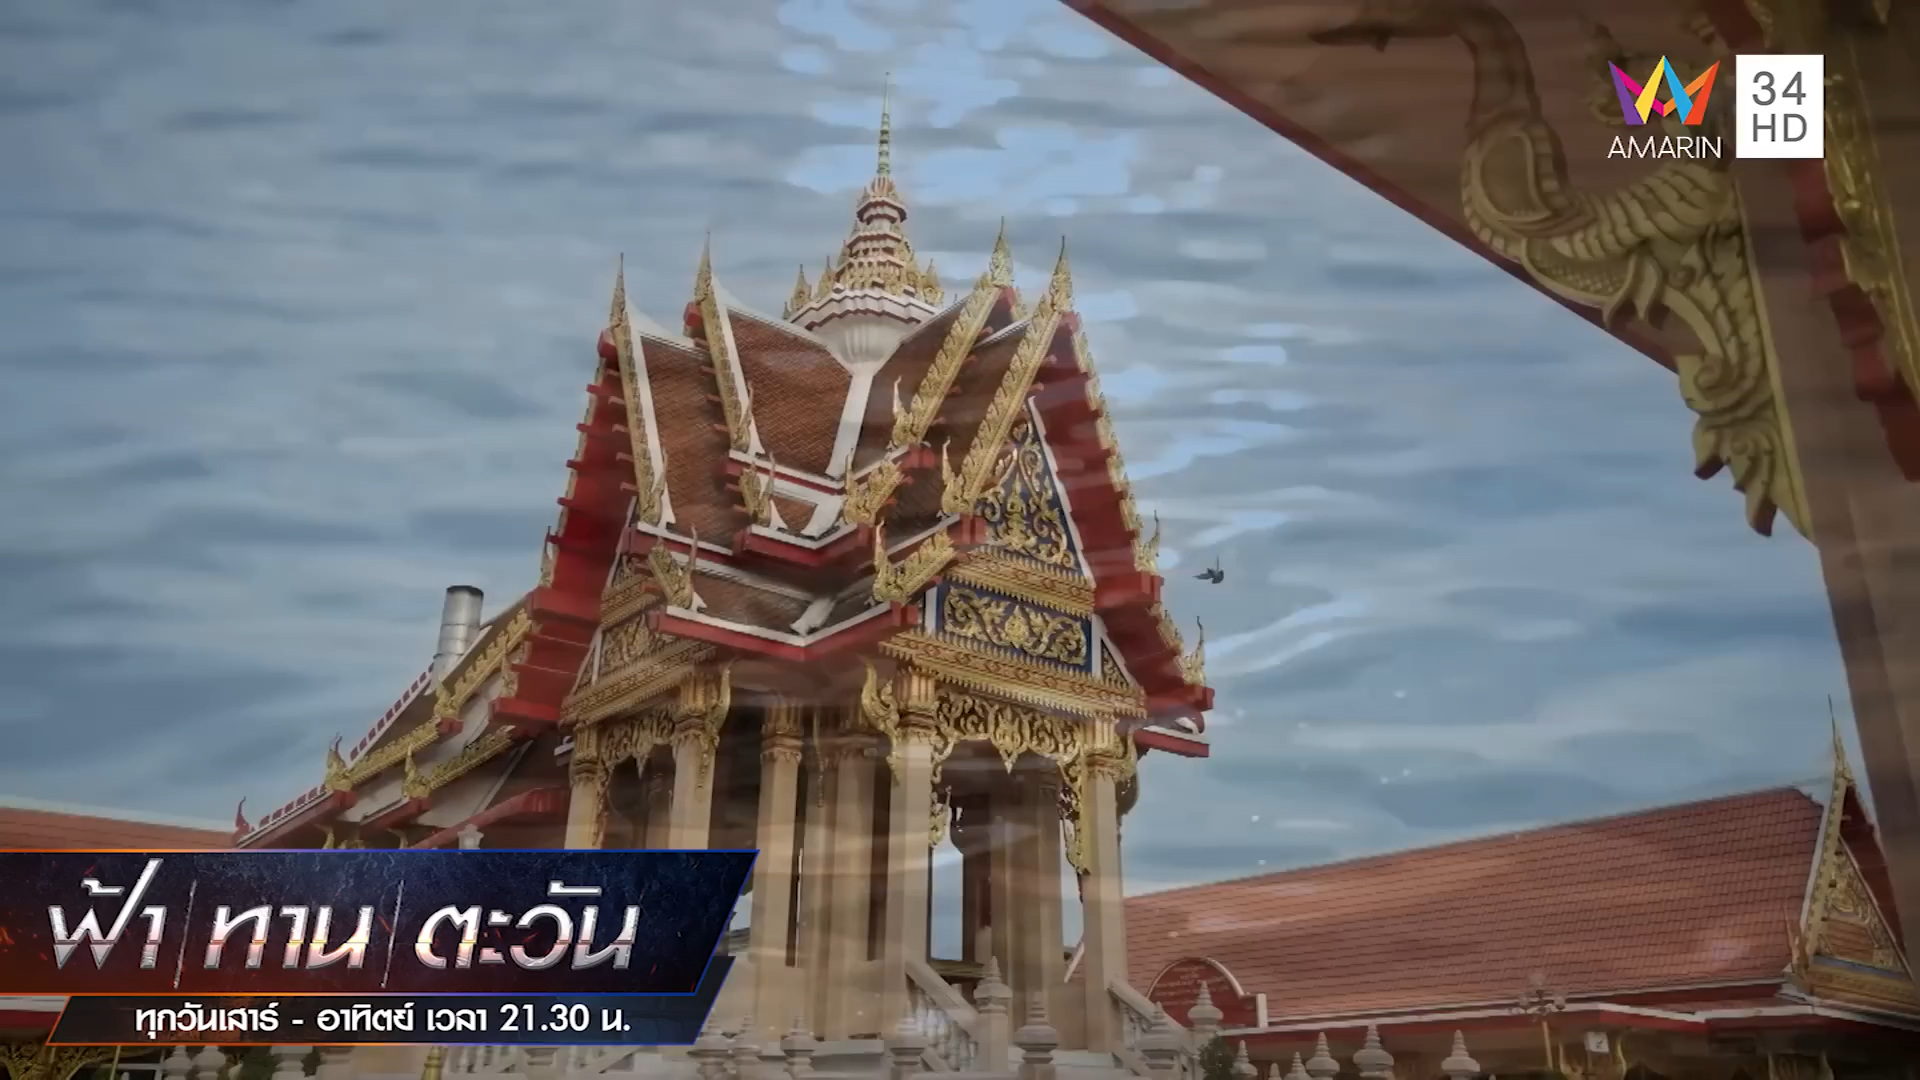 AMARIN
34
HD
ฟ้า|ทาน|ตะวัน
ทุกวันเสาร์ - อาทิตย์ เวลา 21.30 น.